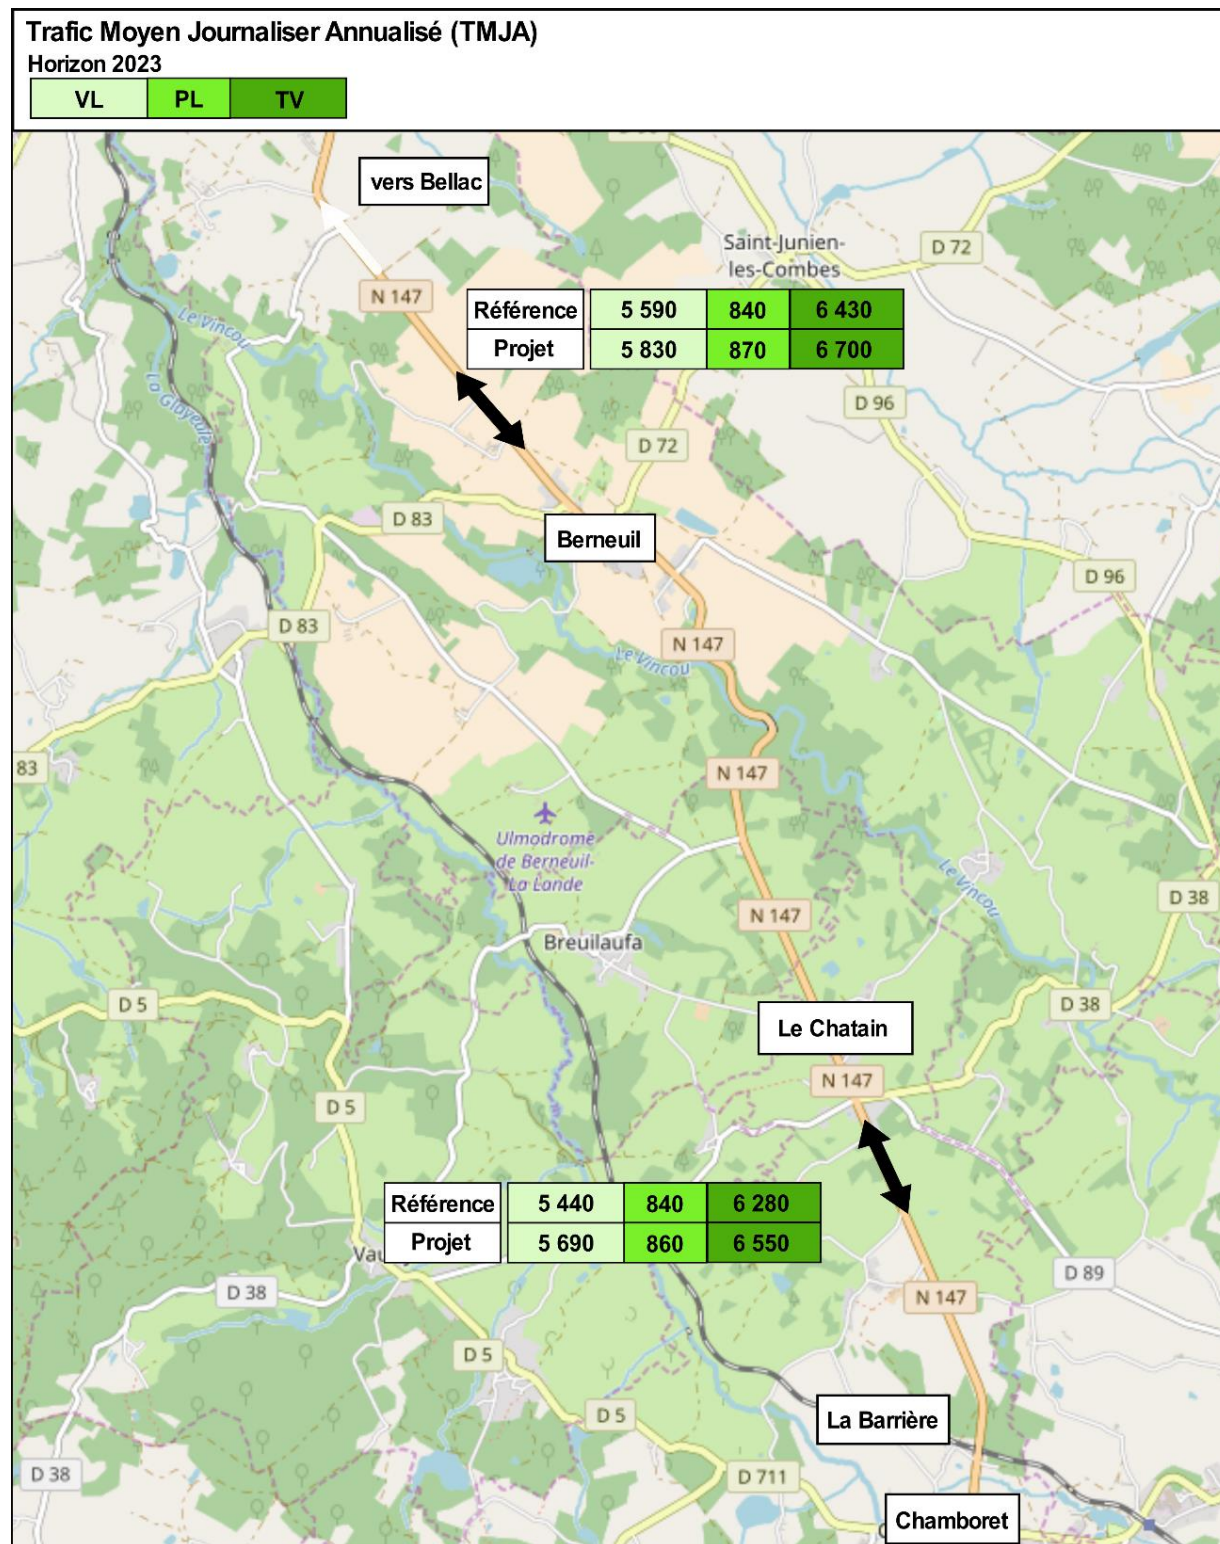 Trafic Moyen Journaliser Annualisé (TMJA)
Horizon 2023
VL PL TV
vers Bellac
Saint-Junien-
les-Combes
D 72
N 147
Le Vincou
Référence 5 590 840 6 430
Projet 5 830 870 6 700
La Glayeule
D 96
D 72
D 83
Berneuil
D 96
D 83
N 147
Le Vincou
83
N 147
Ulmodrome
de Berneuil-
La Lande
Le Vincou
D 38
N 147
Breuilaufa
D 5
D 38
Le Chatain
N 147
D 5
Référence 5 440 840 6 280
Projet 5 690 860 6 550
Vau
D 89
D 38
N 147
D 5
La Barrière
D 5
D 38
D 711
Chamboret